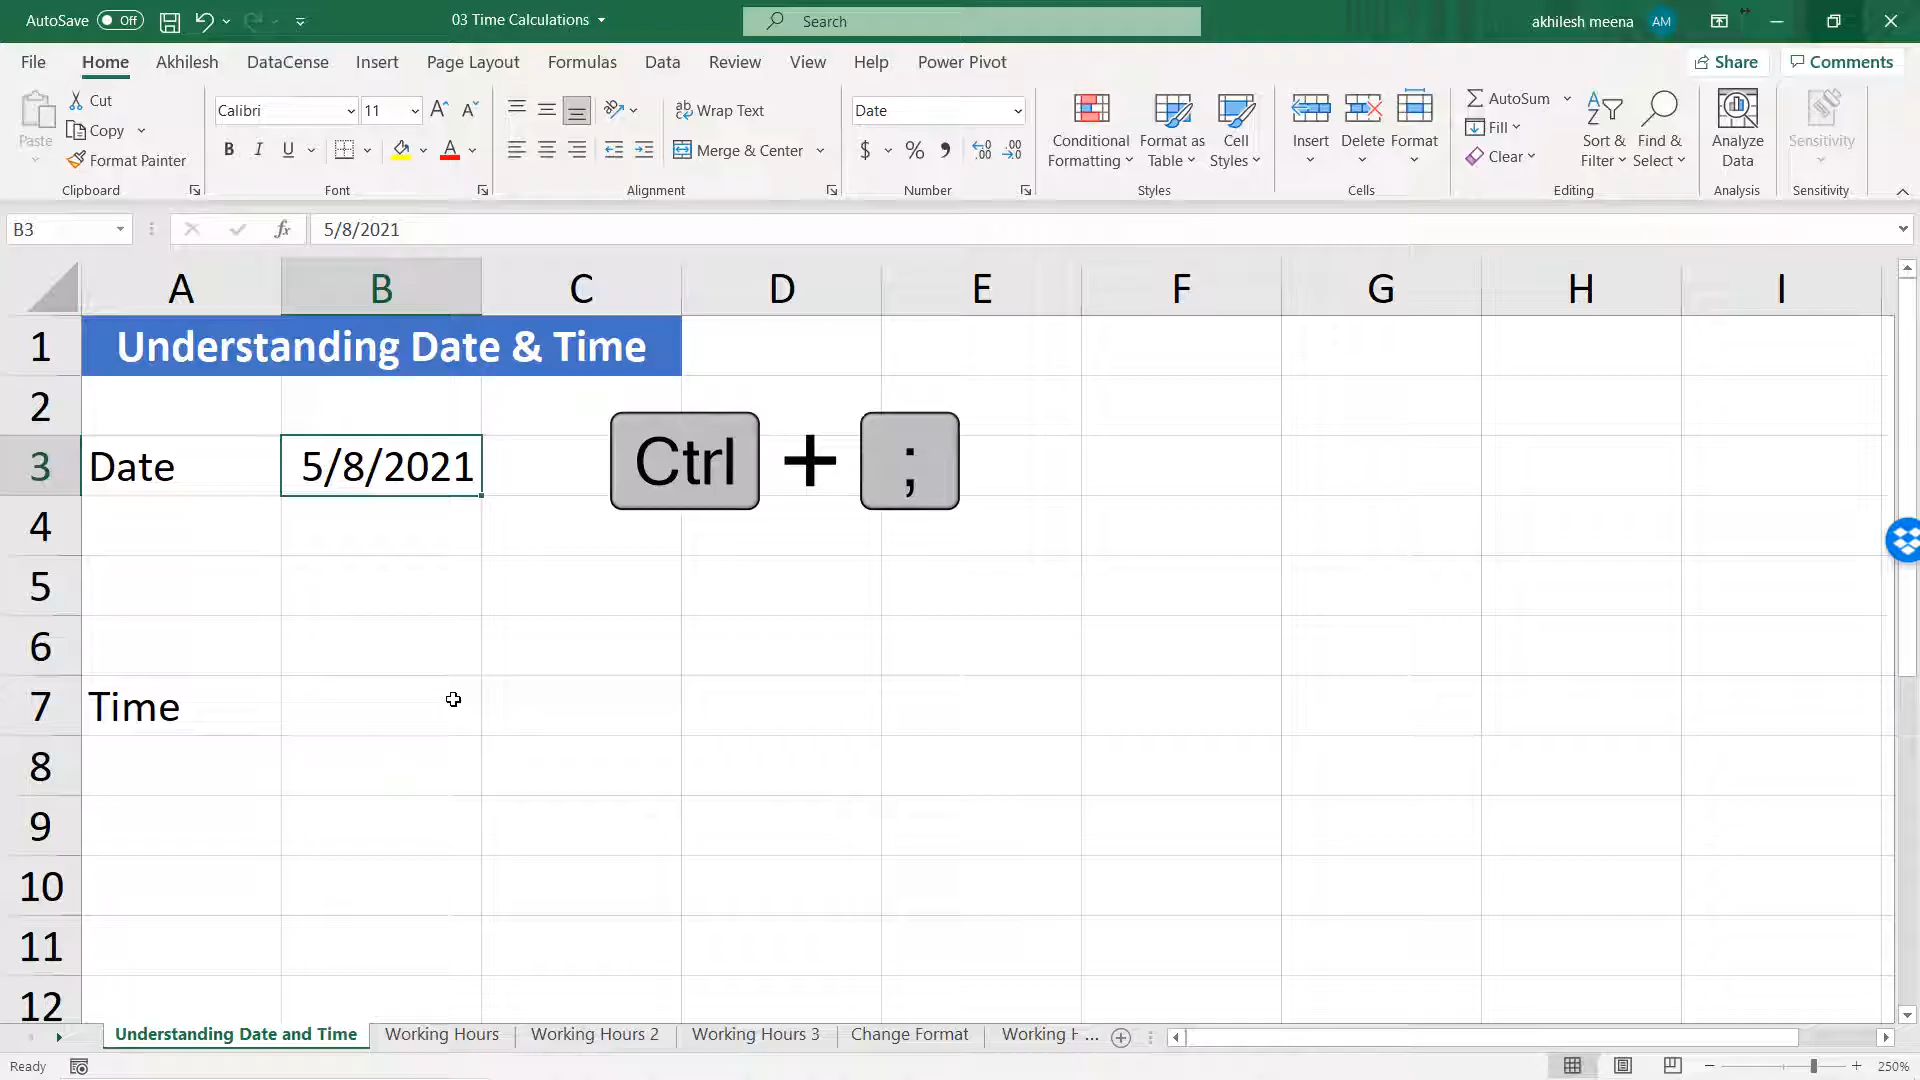 AutoSave Off 03 Time Calculations Search akhilesh meena AM
File Home Akhilesh DataCense Insert Page Layout Formulas Data Review View Help Power Pivot Share Comments
Paste Cut Copy Format Painter
Clipboard
Calibri 11
B I U A
Font
Wrap Text
Merge & Center
Alignment
Date
$ % 9 .00 .00
Number
Conditional Formatting
Format as Table
Cell Styles
Styles
Insert Delete Format
Cells
AutoSum
Fill
Clear
Sort & Filter
Find & Select
Editing
Analyze Data
Analysis
Sensitivity
Sensitivity
B3 fx 5/8/2021
A B C D E F G H I
1 Understanding Date & Time
2
3 Date 5/8/2021 Ctrl + ;
4
5
6
7 Time
8
9
10
11
12
Understanding Date and Time Working Hours Working Hours 2 Working Hours 3 Change Format Working H ...
Ready 250%